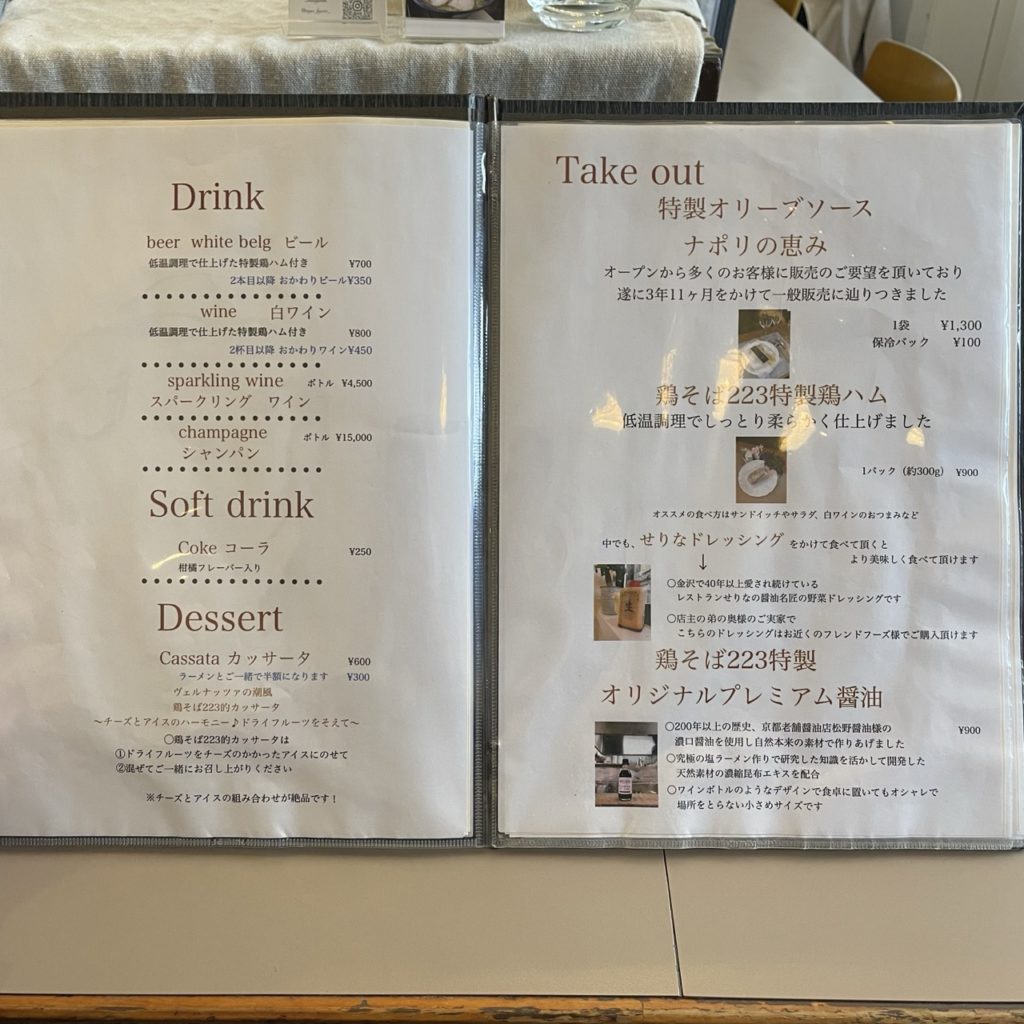 Drink
beer white belg ビール
低温調理で仕上げた特製鶏ハム付き ¥700
2本目以降 おかわりビール¥350
wine 白ワイン
低温調理で仕上げた特製鶏ハム付き ¥800
2杯目以降 おかわりワイン¥450
sparkling wine ボトル ¥4,500
スパークリング ワイン
champagne ボトル ¥15,000
シャンパン
Soft drink
Coke コーラ ¥250
柑橘フレーバー入り
Dessert
Cassata カッサータ ¥600
ラーメンとご一緒で半額になります ¥300
ヴェルナッツァの潮風
鶏そば223的カッサータ
〜チーズとアイスのハーモニー♪ドライフルーツをそえて〜
〇鶏そば223的カッサータは
①ドライフルーツをチーズのかかったアイスにのせて
②混ぜてご一緒にお召し上がりください
※チーズとアイスの組み合わせが絶品です！
Take out
特製オリーブソース
ナポリの恵み
オープンから多くのお客様に販売のご要望を頂いており
遂に3年11ヶ月をかけて一般販売に辿りつきました
1袋 ¥1,300
保冷パック ¥100
鶏そば223特製鶏ハム
低温調理でしっとり柔らかく仕上げました
1パック（約300g） ¥900
オススメの食べ方はサンドイッチやサラダ、白ワインのおつまみなど
中でも、せりなドレッシング をかけて食べて頂くと
より美味しく食べて頂けます
↓
〇金沢で40年以上愛され続けている
レストランせりなの醤油名匠の野菜ドレッシングです
〇店主の弟の奥様のご実家で
こちらのドレッシングはお近くのフレンドフーズ様でご購入頂けます
鶏そば223特製
オリジナルプレミアム醤油
〇200年以上の歴史、京都老舗醤油店松野醤油様の ¥900
濃口醤油を使用し自然本来の素材で作りあげました
〇究極の塩ラーメン作りで研究した知識を活かして開発した
天然素材の濃縮昆布エキスを配合
〇ワインボトルのようなデザインで食卓に置いてもオシャレで
場所をとらない小さめサイズです